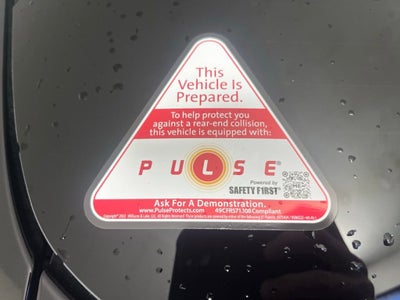 This
Vehicle Is
Prepared.
To help protect you
against a rear-end collision,
this vehicle is equipped with:
PULSE®
Powered by
SAFETY FIRST
Ask For A Demonstration.
www.PulseProtects.com 49CFR571.108 Compliant